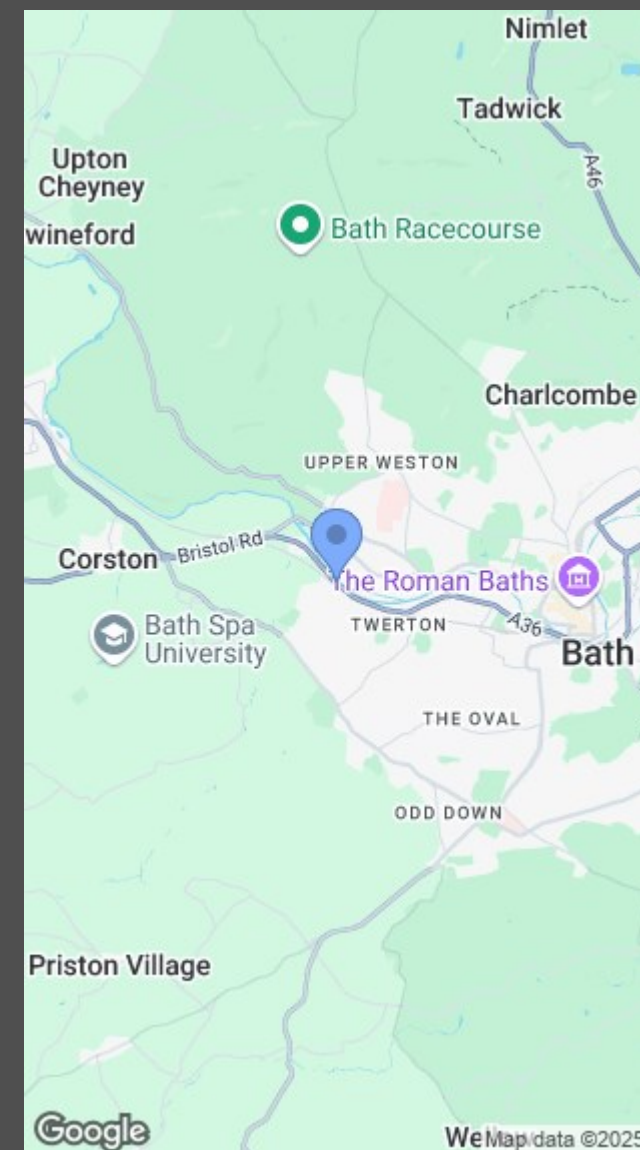 Nimlet
Tadwick
Upton
Cheyney
A46
wineford
Bath Racecourse
Charlcombe
UPPER WESTON
Corston
Bristol Rd
The Roman Baths
Bath Spa
University
TWERTON
A36
Bath
THE OVAL
ODD DOWN
Priston Village
Google
Map data ©2025